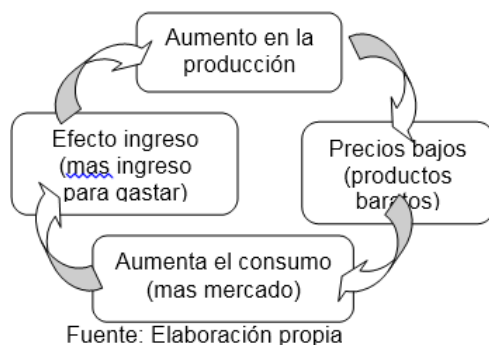 Aumento en la
producción
Precios bajos
(productos
baratos)
Aumenta el consumo
(mas mercado)
Efecto ingreso
(mas ingreso
para gastar)
Fuente: Elaboración propia